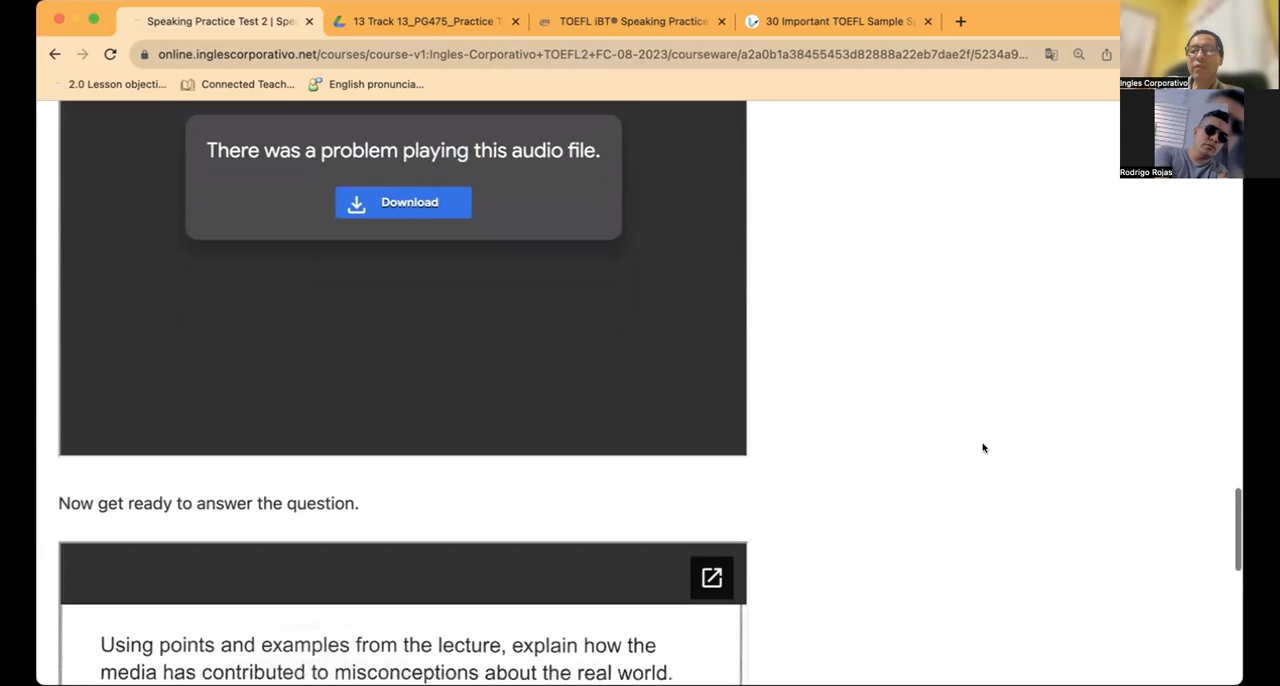 Speaking Practice Test 2 | Spe
13 Track 13_PG475_Practice T
TOEFL iBT® Speaking Practice
30 Important TOEFL Sample S
online.inglescorporativo.net/courses/course-v1:Ingles-Corporativo+TOEFL2+FC-08-2023/courseware/a2a0b1a38455453d82888a22eb7dae2f/5234a9...
2.0 Lesson objecti...
Connected Teach...
English pronuncia...
Ingles Corporativo
Rodrigo Rojas
There was a problem playing this audio file.
Download
Now get ready to answer the question.
Using points and examples from the lecture, explain how the
media has contributed to misconceptions about the real world.